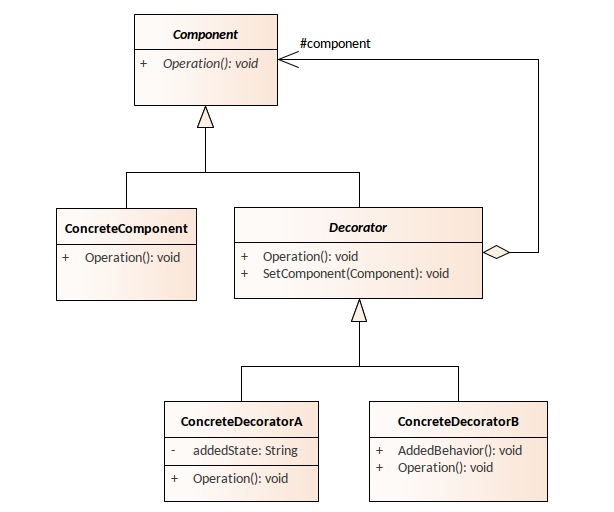 Component
#component
+ Operation(): void
ConcreteComponent
+ Operation(): void
Decorator
+ Operation(): void
+ SetComponent(Component): void
ConcreteDecoratorA
- addedState: String
+ Operation(): void
ConcreteDecoratorB
+ AddedBehavior(): void
+ Operation(): void